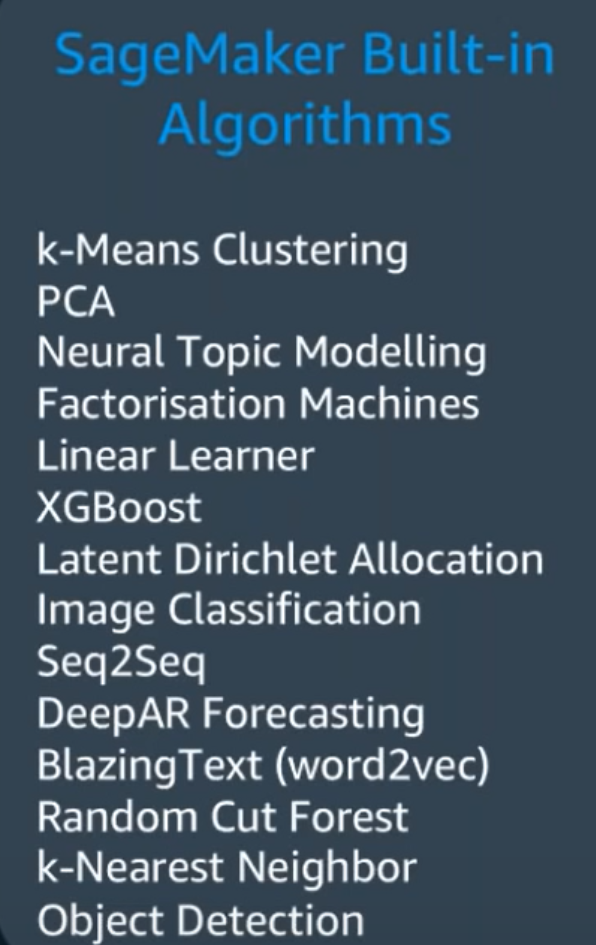 SageMaker Built-in
Algorithms
k-Means Clustering
PCA
Neural Topic Modelling
Factorisation Machines
Linear Learner
XGBoost
Latent Dirichlet Allocation
Image Classification
Seq2Seq
DeepAR Forecasting
BlazingText (word2vec)
Random Cut Forest
k-Nearest Neighbor
Object Detection